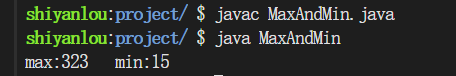 shiyanlou:project/ $ javac MaxAndMin.java
shiyanlou:project/ $ java MaxAndMin
max:323   min:15